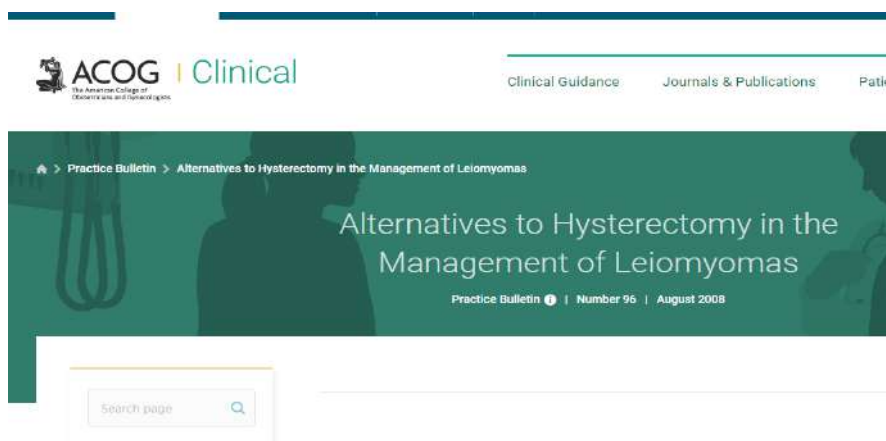 ACOG | Clinical
The American College of
Obstetricians and Gynecologists
Clinical Guidance Journals & Publications Patie
> Practice Bulletin > Alternatives to Hysterectomy in the Management of Leiomyomas
Alternatives to Hysterectomy in the
Management of Leiomyomas
Practice Bulletin | Number 96 | August 2008
Search page